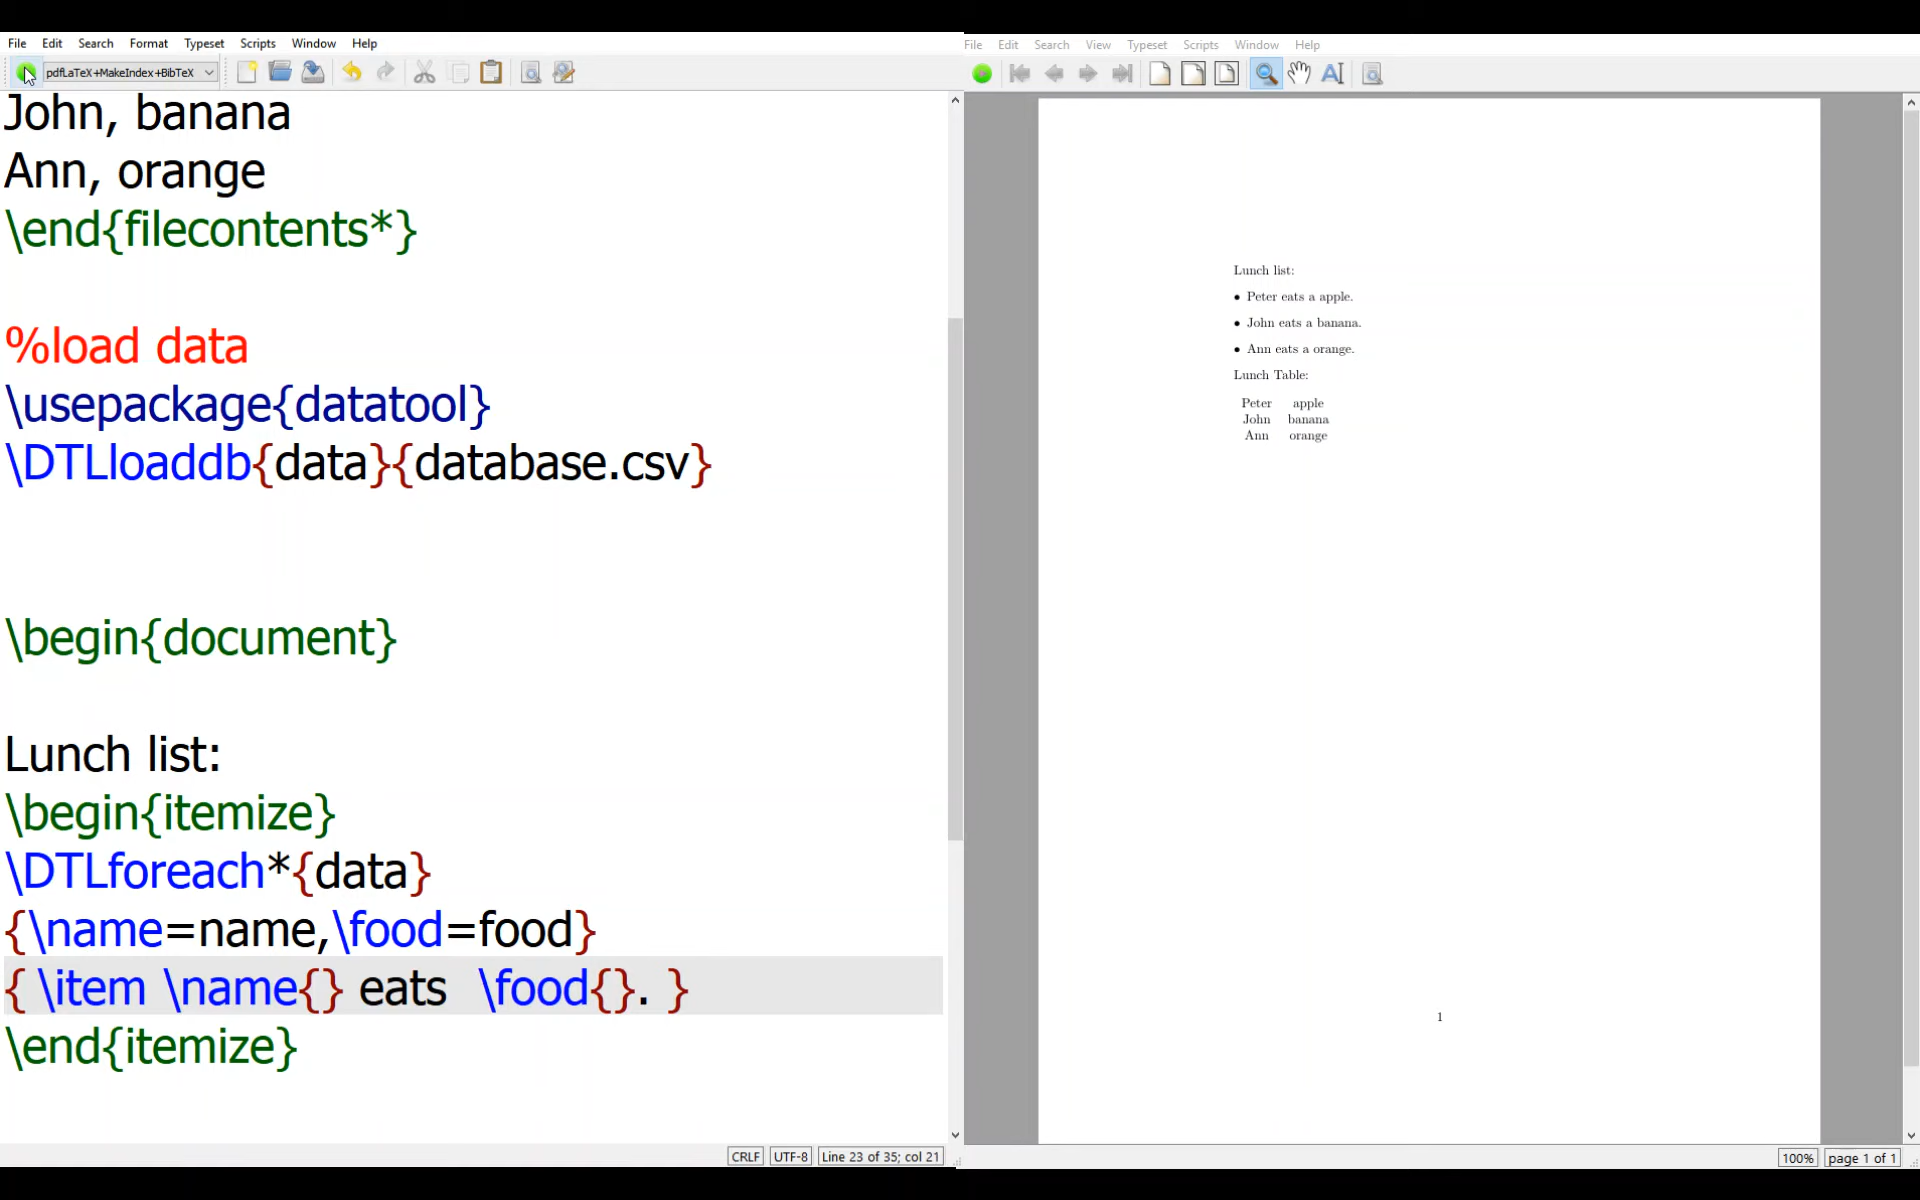 File Edit Search Format Typeset Scripts Window Help
pdfLaTeX+MakeIndex+BibTeX
John, banana
Ann, orange
\end{filecontents*}
%load data
\usepackage{datatool}
\DTLloaddb{data}{database.csv}
\begin{document}
Lunch list:
\begin{itemize}
\DTLforeach*{data}
{\name=name,\food=food}
{ \item \name{} eats  \food{}. }
\end{itemize}
CRLF UTF-8 Line 23 of 35; col 21
File Edit Search View Typeset Scripts Window Help
Lunch list:
• Peter eats a apple.
• John eats a banana.
• Ann eats a orange.
Lunch Table:
Peter apple
John banana
Ann orange
1
100% page 1 of 1